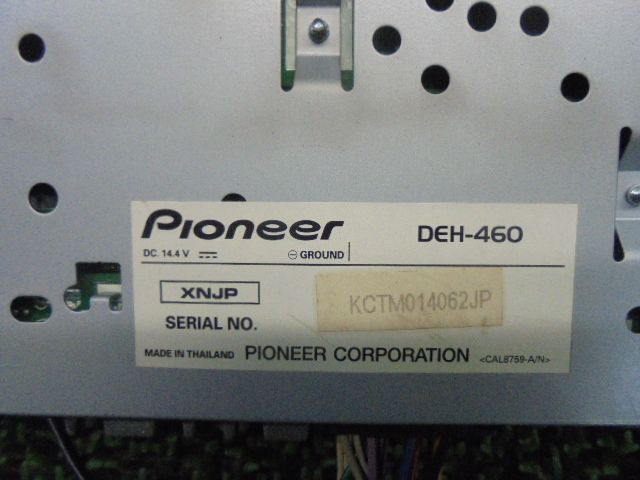 Pioneer DEH-460
DC. 14.4 V ⎓ ⊖ GROUND
XNJP
SERIAL NO. KCTM014062JP
MADE IN THAILAND PIONEER CORPORATION <CAL8759-A/N>